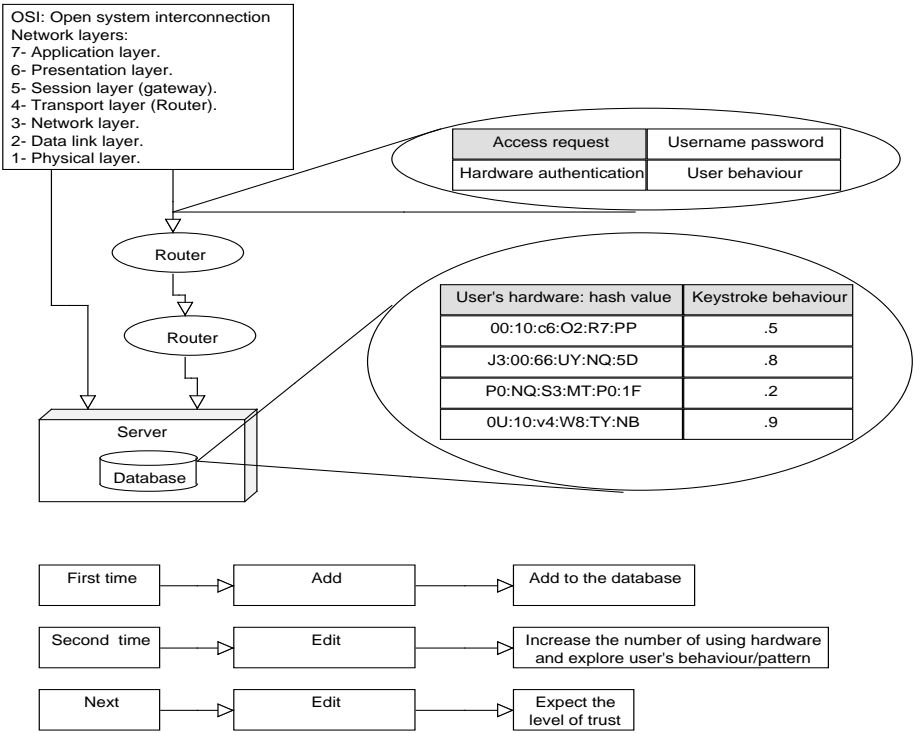 OSI: Open system interconnection
Network layers:
7- Application layer.
6- Presentation layer.
5- Session layer (gateway).
4- Transport layer (Router).
3- Network layer.
2- Data link layer.
1- Physical layer.
Access request Username password
Hardware authentication User behaviour
Router
Router
User's hardware: hash value Keystroke behaviour
00:10:c6:O2:R7:PP .5
J3:00:66:UY:NQ:5D .8
P0:NQ:S3:MT:P0:1F .2
0U:10:v4:W8:TY:NB .9
Server
Database
First time Add Add to the database
Second time Edit Increase the number of using hardware
and explore user's behaviour/pattern
Next Edit Expect the
level of trust